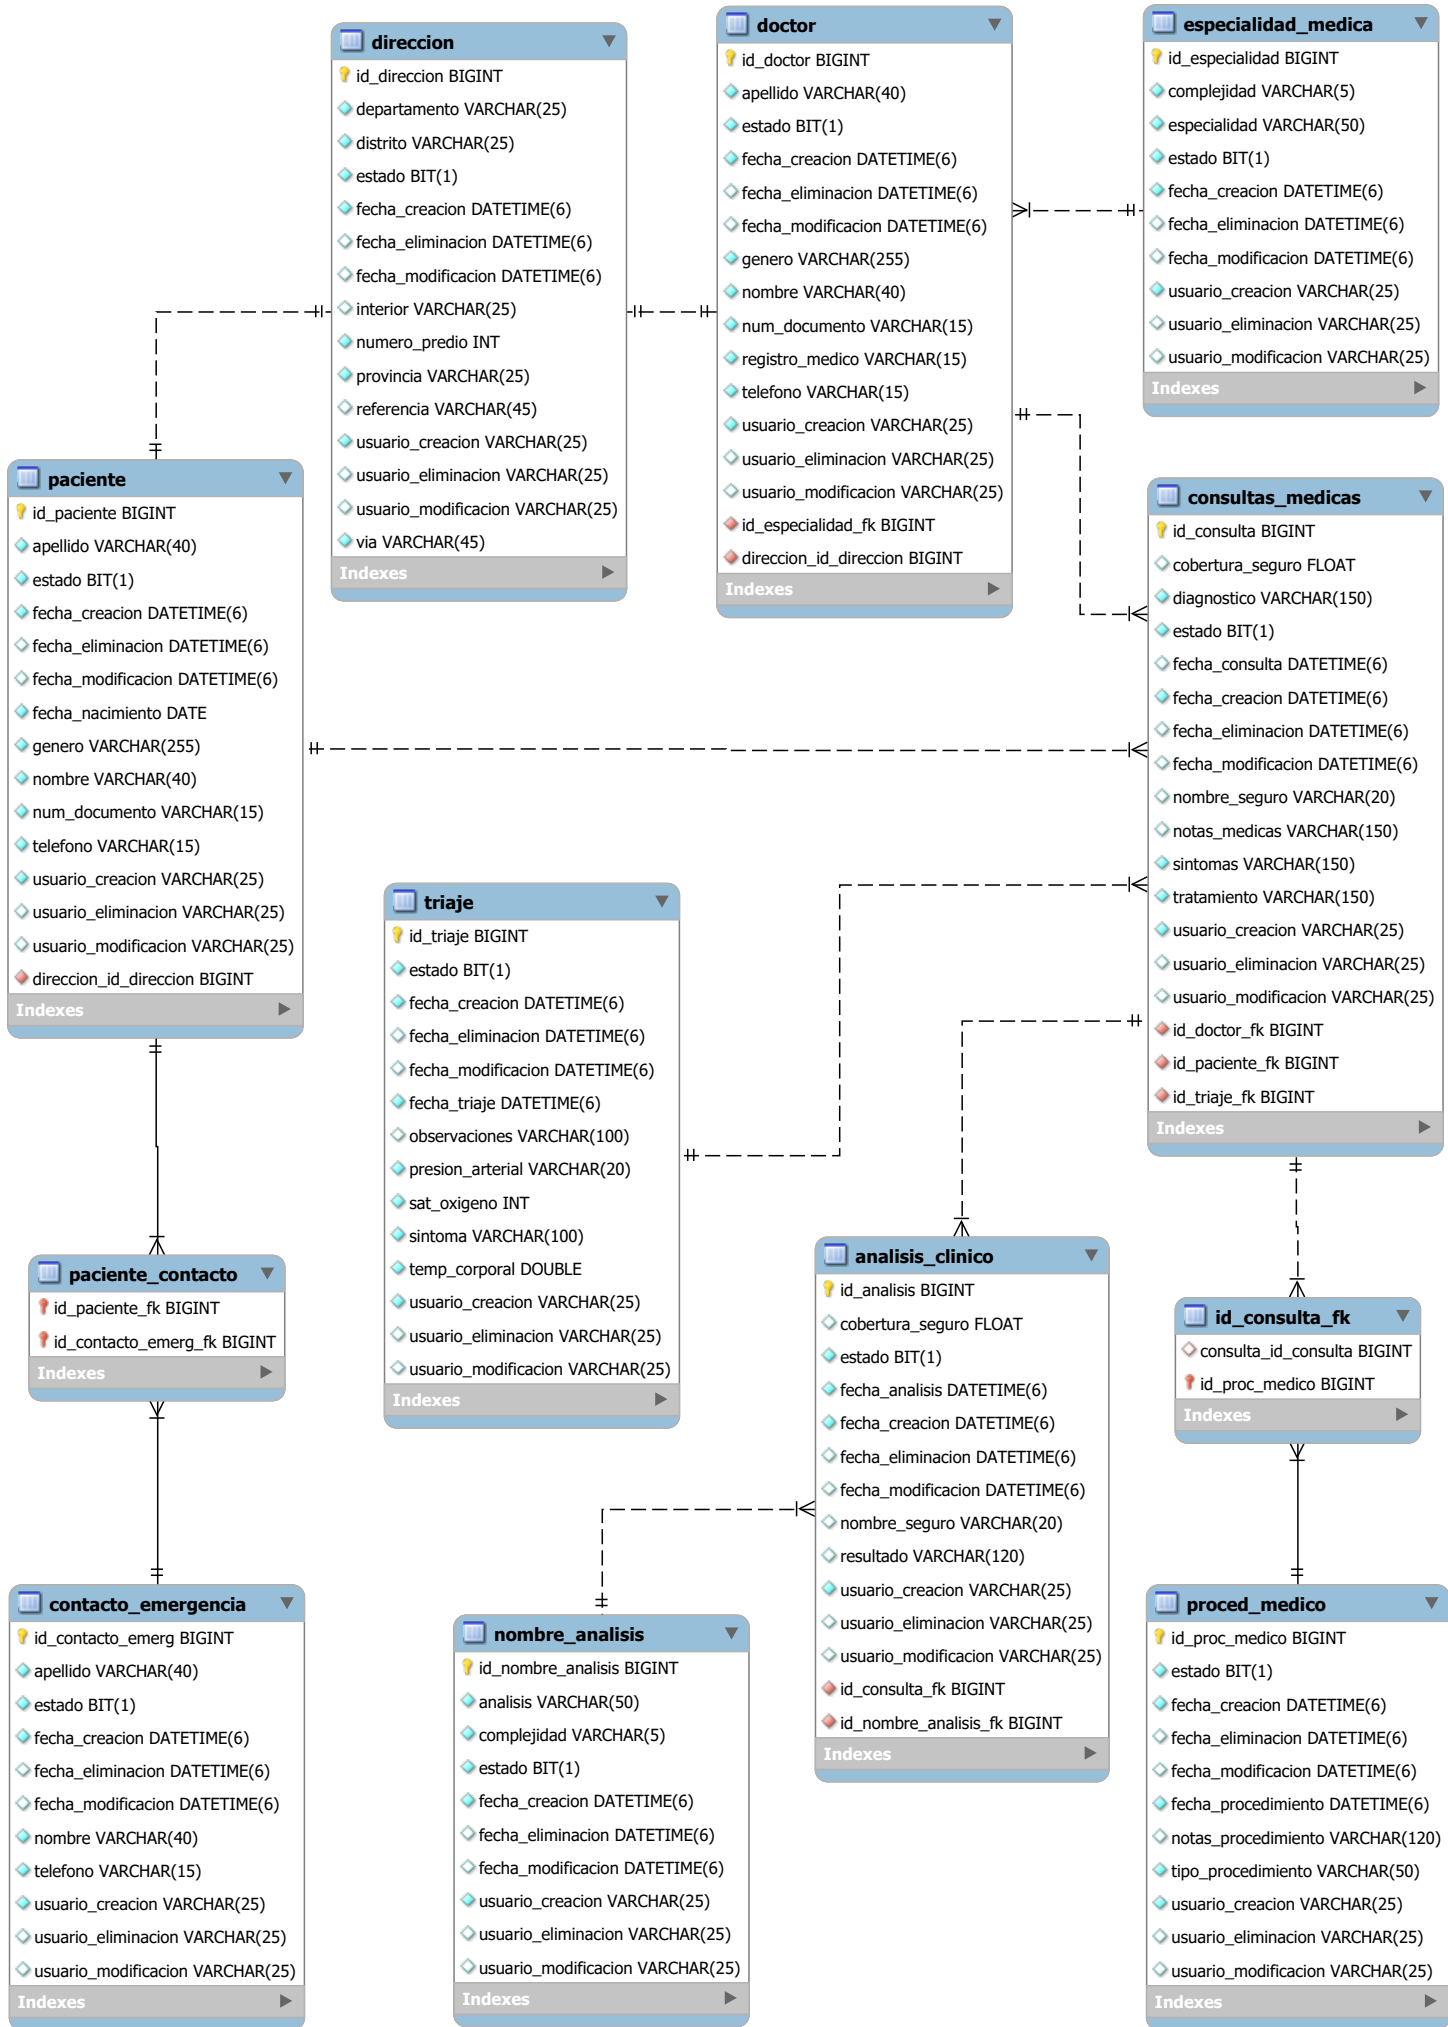 direccion
id_direccion BIGINT
departamento VARCHAR(25)
distrito VARCHAR(25)
estado BIT(1)
fecha_creacion DATETIME(6)
fecha_eliminacion DATETIME(6)
fecha_modificacion DATETIME(6)
interior VARCHAR(25)
numero_predio INT
provincia VARCHAR(25)
referencia VARCHAR(45)
usuario_creacion VARCHAR(25)
usuario_eliminacion VARCHAR(25)
usuario_modificacion VARCHAR(25)
via VARCHAR(45)
Indexes
doctor
id_doctor BIGINT
apellido VARCHAR(40)
estado BIT(1)
fecha_creacion DATETIME(6)
fecha_eliminacion DATETIME(6)
fecha_modificacion DATETIME(6)
genero VARCHAR(255)
nombre VARCHAR(40)
num_documento VARCHAR(15)
registro_medico VARCHAR(15)
telefono VARCHAR(15)
usuario_creacion VARCHAR(25)
usuario_eliminacion VARCHAR(25)
usuario_modificacion VARCHAR(25)
id_especialidad_fk BIGINT
direccion_id_direccion BIGINT
Indexes
especialidad_medica
id_especialidad BIGINT
complejidad VARCHAR(5)
especialidad VARCHAR(50)
estado BIT(1)
fecha_creacion DATETIME(6)
fecha_eliminacion DATETIME(6)
fecha_modificacion DATETIME(6)
usuario_creacion VARCHAR(25)
usuario_eliminacion VARCHAR(25)
usuario_modificacion VARCHAR(25)
Indexes
paciente
id_paciente BIGINT
apellido VARCHAR(40)
estado BIT(1)
fecha_creacion DATETIME(6)
fecha_eliminacion DATETIME(6)
fecha_modificacion DATETIME(6)
fecha_nacimiento DATE
genero VARCHAR(255)
nombre VARCHAR(40)
num_documento VARCHAR(15)
telefono VARCHAR(15)
usuario_creacion VARCHAR(25)
usuario_eliminacion VARCHAR(25)
usuario_modificacion VARCHAR(25)
direccion_id_direccion BIGINT
Indexes
consultas_medicas
id_consulta BIGINT
cobertura_seguro FLOAT
diagnostico VARCHAR(150)
estado BIT(1)
fecha_consulta DATETIME(6)
fecha_creacion DATETIME(6)
fecha_eliminacion DATETIME(6)
fecha_modificacion DATETIME(6)
nombre_seguro VARCHAR(20)
notas_medicas VARCHAR(150)
sintomas VARCHAR(150)
tratamiento VARCHAR(150)
usuario_creacion VARCHAR(25)
usuario_eliminacion VARCHAR(25)
usuario_modificacion VARCHAR(25)
id_doctor_fk BIGINT
id_paciente_fk BIGINT
id_triaje_fk BIGINT
Indexes
triaje
id_triaje BIGINT
estado BIT(1)
fecha_creacion DATETIME(6)
fecha_eliminacion DATETIME(6)
fecha_modificacion DATETIME(6)
fecha_triaje DATETIME(6)
observaciones VARCHAR(100)
presion_arterial VARCHAR(20)
sat_oxigeno INT
sintoma VARCHAR(100)
temp_corporal DOUBLE
usuario_creacion VARCHAR(25)
usuario_eliminacion VARCHAR(25)
usuario_modificacion VARCHAR(25)
Indexes
paciente_contacto
id_paciente_fk BIGINT
id_contacto_emerg_fk BIGINT
Indexes
analisis_clinico
id_analisis BIGINT
cobertura_seguro FLOAT
estado BIT(1)
fecha_analisis DATETIME(6)
fecha_creacion DATETIME(6)
fecha_eliminacion DATETIME(6)
fecha_modificacion DATETIME(6)
nombre_seguro VARCHAR(20)
resultado VARCHAR(120)
usuario_creacion VARCHAR(25)
usuario_eliminacion VARCHAR(25)
usuario_modificacion VARCHAR(25)
id_consulta_fk BIGINT
id_nombre_analisis_fk BIGINT
Indexes
id_consulta_fk
consulta_id_consulta BIGINT
id_proc_medico BIGINT
Indexes
contacto_emergencia
id_contacto_emerg BIGINT
apellido VARCHAR(40)
estado BIT(1)
fecha_creacion DATETIME(6)
fecha_eliminacion DATETIME(6)
fecha_modificacion DATETIME(6)
nombre VARCHAR(40)
telefono VARCHAR(15)
usuario_creacion VARCHAR(25)
usuario_eliminacion VARCHAR(25)
usuario_modificacion VARCHAR(25)
Indexes
nombre_analisis
id_nombre_analisis BIGINT
analisis VARCHAR(50)
complejidad VARCHAR(5)
estado BIT(1)
fecha_creacion DATETIME(6)
fecha_eliminacion DATETIME(6)
fecha_modificacion DATETIME(6)
usuario_creacion VARCHAR(25)
usuario_eliminacion VARCHAR(25)
usuario_modificacion VARCHAR(25)
Indexes
proced_medico
id_proc_medico BIGINT
estado BIT(1)
fecha_creacion DATETIME(6)
fecha_eliminacion DATETIME(6)
fecha_modificacion DATETIME(6)
fecha_procedimiento DATETIME(6)
notas_procedimiento VARCHAR(120)
tipo_procedimiento VARCHAR(50)
usuario_creacion VARCHAR(25)
usuario_eliminacion VARCHAR(25)
usuario_modificacion VARCHAR(25)
Indexes